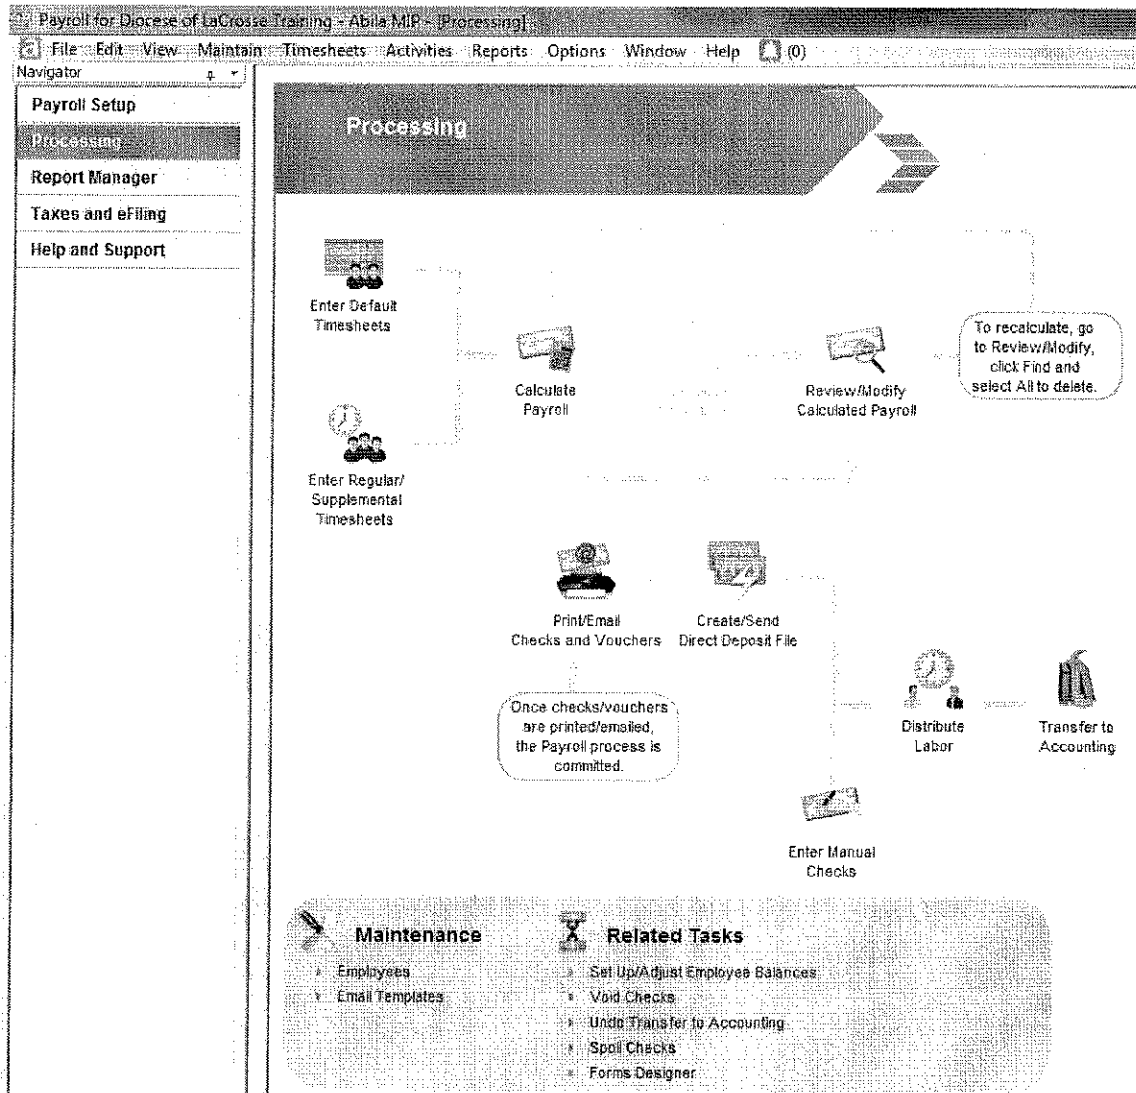 Payroll for Diocese of LaCrosse Training - Abila MIP - [Processing]
File Edit View Maintain Timesheets Activities Reports Options Window Help (0)
Navigator
Payroll Setup
Processing
Report Manager
Taxes and eFiling
Help and Support
Processing
Enter Default
Timesheets
Calculate
Payroll
Review/Modify
Calculated Payroll
To recalculate, go
to Review/Modify,
click Find and
select All to delete.
Enter Regular/
Supplemental
Timesheets
Print/Email
Checks and Vouchers
Create/Send
Direct Deposit File
Once checks/vouchers
are printed/emailed,
the Payroll process is
committed.
Distribute
Labor
Transfer to
Accounting
Enter Manual
Checks
Maintenance
Employees
Email Templates
Related Tasks
Set Up/Adjust Employee Balances
Void Checks
Undo Transfer to Accounting
Spoil Checks
Forms Designer